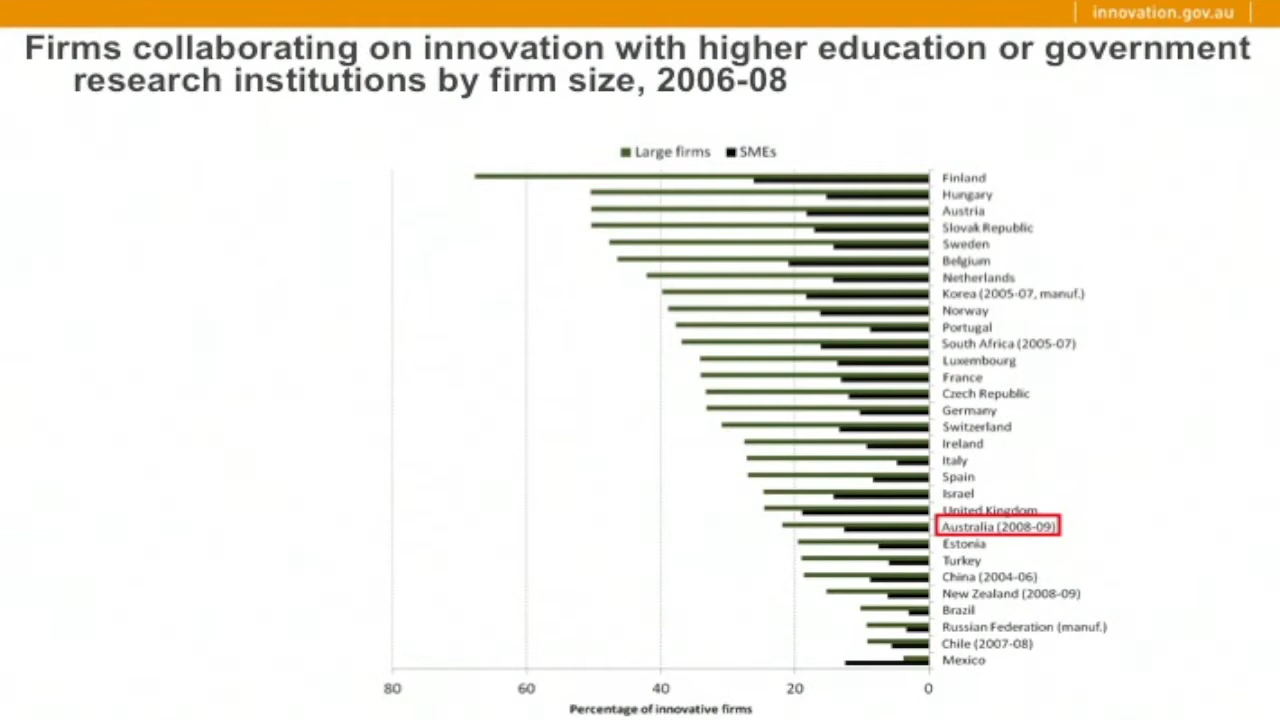 innovation.gov.au
Firms collaborating on innovation with higher education or government
research institutions by firm size, 2006-08
Large firms SMEs
Finland
Hungary
Austria
Slovak Republic
Sweden
Belgium
Netherlands
Korea (2005-07, manuf.)
Norway
Portugal
South Africa (2005-07)
Luxembourg
France
Czech Republic
Germany
Switzerland
Ireland
Italy
Spain
Israel
United Kingdom
Australia (2008-09)
Estonia
Turkey
China (2004-06)
New Zealand (2008-09)
Brazil
Russian Federation (manuf.)
Chile (2007-08)
Mexico
80 60 40 20 0
Percentage of innovative firms